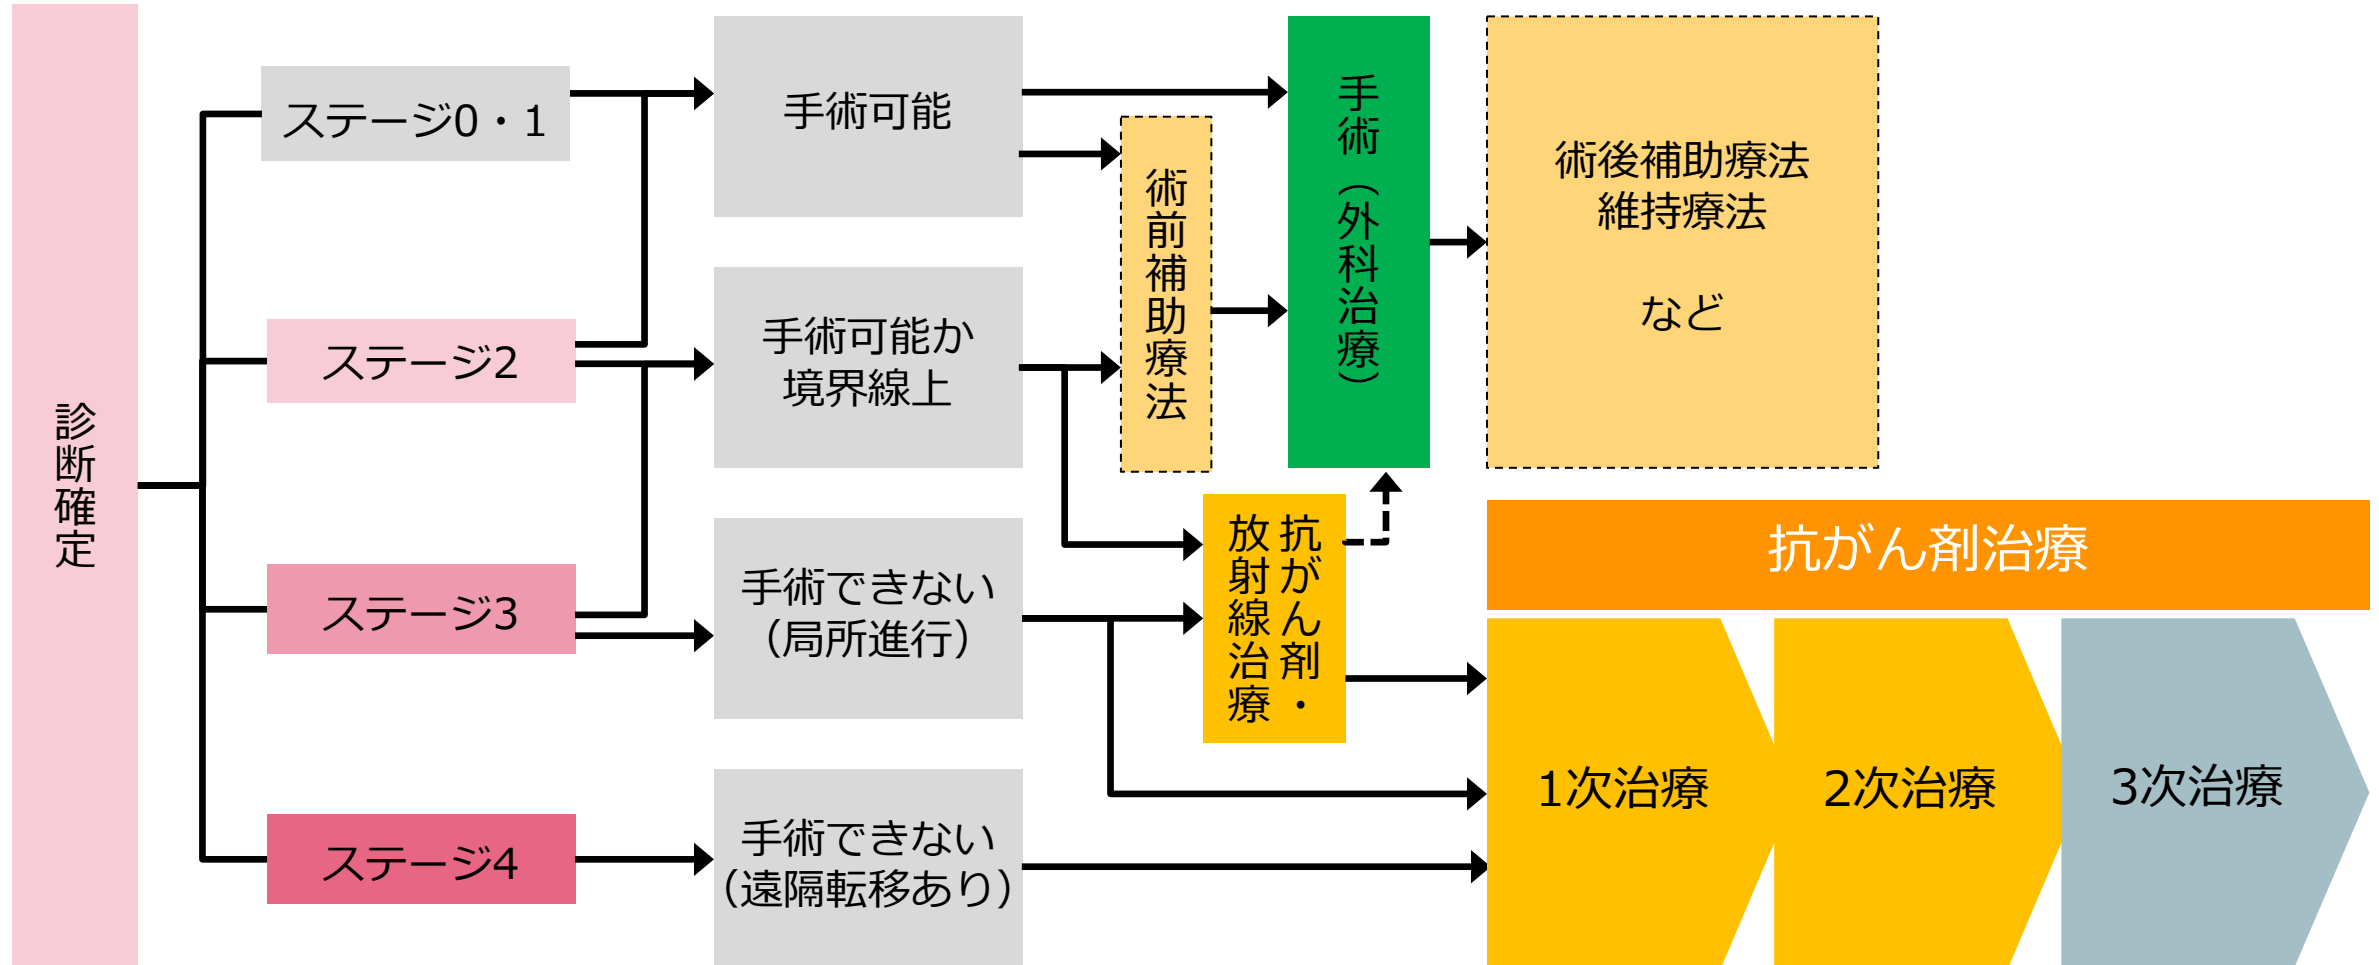 診断確定
ステージ0・1
ステージ2
ステージ3
ステージ4
手術可能
手術可能か
境界線上
手術できない
（局所進行）
手術できない
（遠隔転移あり）
術前補助療法
抗がん剤・
放射線治療
手術（外科治療）
術後補助療法
維持療法
など
抗がん剤治療
1次治療
2次治療
3次治療